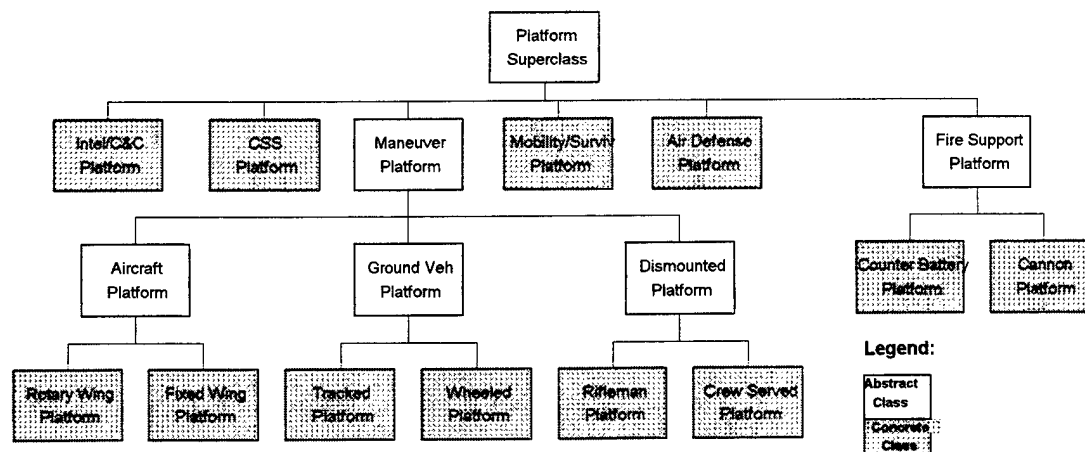 Platform
Superclass
Intel/C&C
Platform
CSS
Platform
Maneuver
Platform
Mobility/Surviv
Platform
Air Defense
Platform
Fire Support
Platform
Aircraft
Platform
Ground Veh
Platform
Dismounted
Platform
Counter Battery
Platform
Cannon
Platform
Rotary Wing
Platform
Fixed Wing
Platform
Tracked
Platform
Wheeled
Platform
Rifleman
Platform
Crew Served
Platform
Legend:
Abstract
Class
Concrete
Class